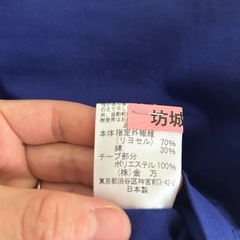 一坊城
本体 指定外繊維
(リヨセル) 70%
綿 30%
テープ部分
ポリエステル100%
(株)金 万
東京都渋谷区神宮前3-42-2
日本製